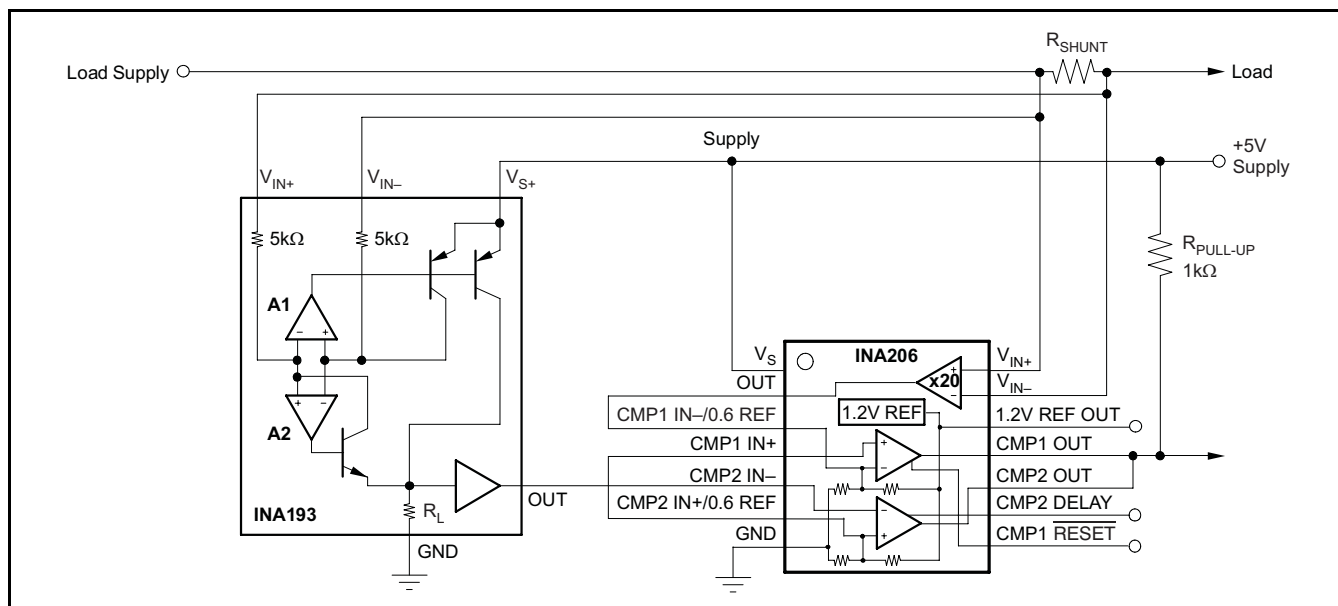 R_SHUNT
Load Supply
Load
Supply
+5V
Supply
V_IN+
V_IN–
V_S+
5kΩ
5kΩ
R_PULL-UP
1kΩ
A1
–
+
A2
+
–
INA193
R_L
OUT
GND
V_S
INA206
V_IN+
OUT
x20
+
–
V_IN–
CMP1 IN–/0.6 REF
1.2V REF
1.2V REF OUT
CMP1 IN+
+
–
CMP1 OUT
CMP2 IN–
CMP2 OUT
CMP2 IN+/0.6 REF
–
+
CMP2 DELAY
GND
CMP1 RESET